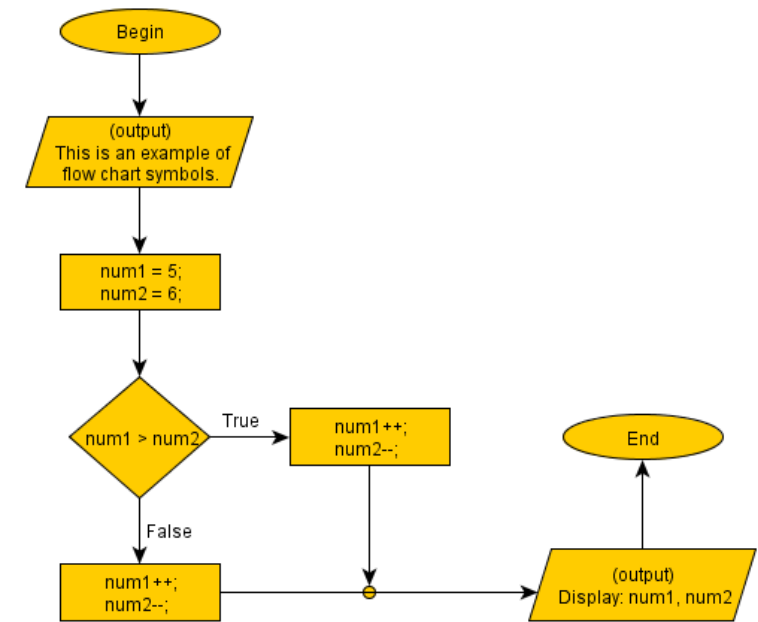 Begin
(output)
This is an example of
flow chart symbols.
num1 = 5;
num2 = 6;
num1 > num2
True
num1++;
num2--;
False
num1++;
num2--;
(output)
Display: num1, num2
End